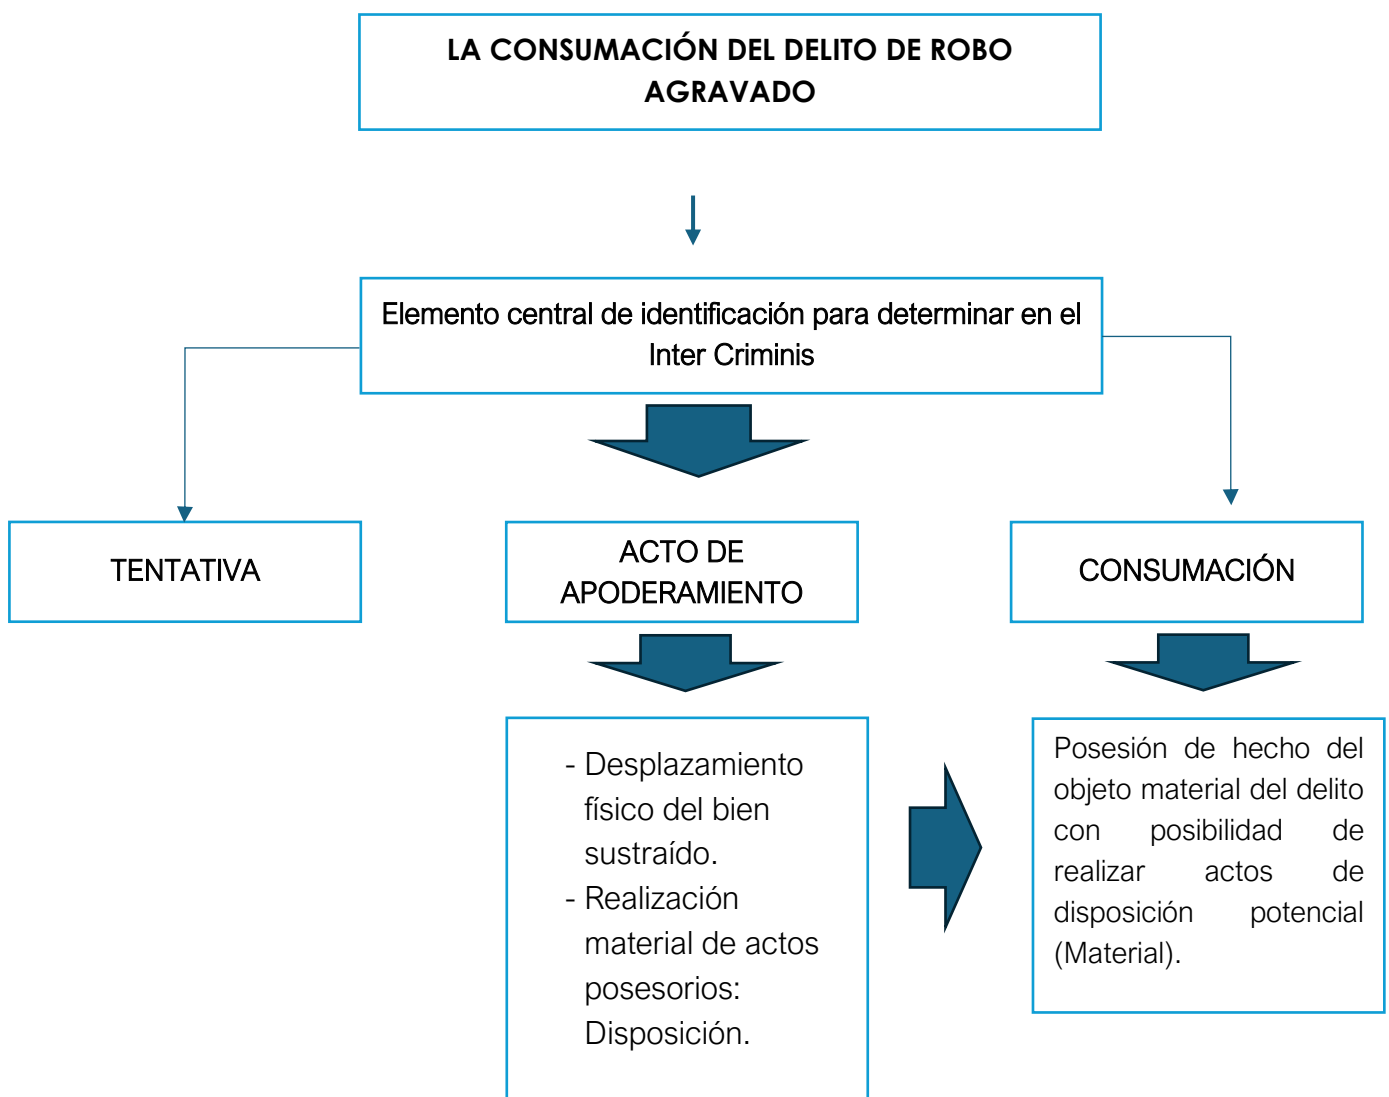 LA CONSUMACIÓN DEL DELITO DE ROBO
AGRAVADO
Elemento central de identificación para determinar en el
Inter Criminis
TENTATIVA
ACTO DE
APODERAMIENTO
CONSUMACIÓN
- Desplazamiento
físico del bien
sustraído.
- Realización
material de actos
posesorios:
Disposición.
Posesión de hecho del
objeto material del delito
con posibilidad de
realizar actos de
disposición potencial
(Material).